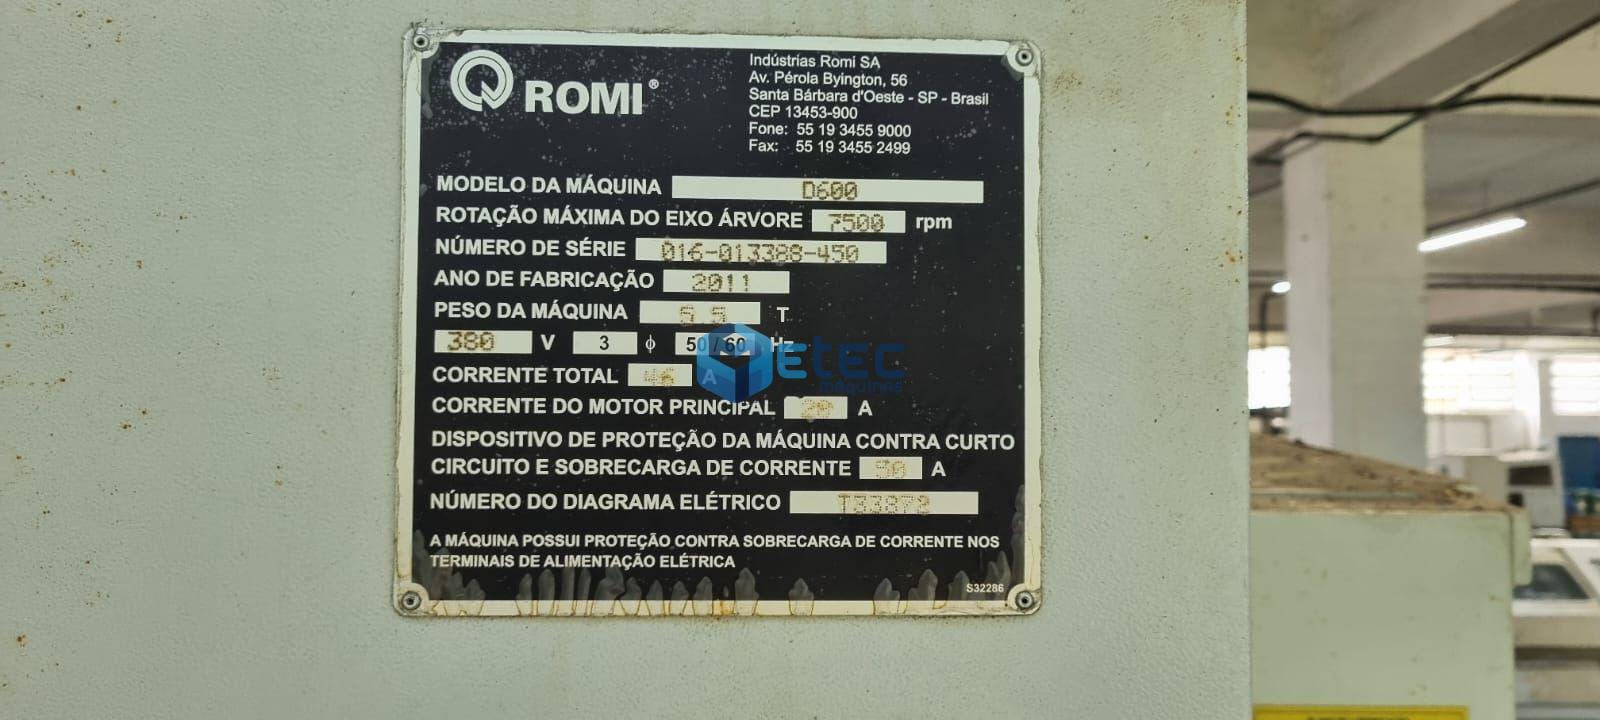 ROMI®
Indústrias Romi SA
Av. Pérola Byington, 56
Santa Bárbara d'Oeste - SP - Brasil
CEP 13453-900
Fone: 55 19 3455 9000
Fax: 55 19 3455 2499
MODELO DA MÁQUINA D600
ROTAÇÃO MÁXIMA DO EIXO ÁRVORE 7500 rpm
NÚMERO DE SÉRIE 016-013388-450
ANO DE FABRICAÇÃO 2011
PESO DA MÁQUINA T
380 V 3 ϕ 50 / 60 Hz
CORRENTE TOTAL A
CORRENTE DO MOTOR PRINCIPAL 20 A
DISPOSITIVO DE PROTEÇÃO DA MÁQUINA CONTRA CURTO
CIRCUITO E SOBRECARGA DE CORRENTE A
NÚMERO DO DIAGRAMA ELÉTRICO T33872
A MÁQUINA POSSUI PROTEÇÃO CONTRA SOBRECARGA DE CORRENTE NOS
TERMINAIS DE ALIMENTAÇÃO ELÉTRICA
S32286
eTEC
MÁQUINAS